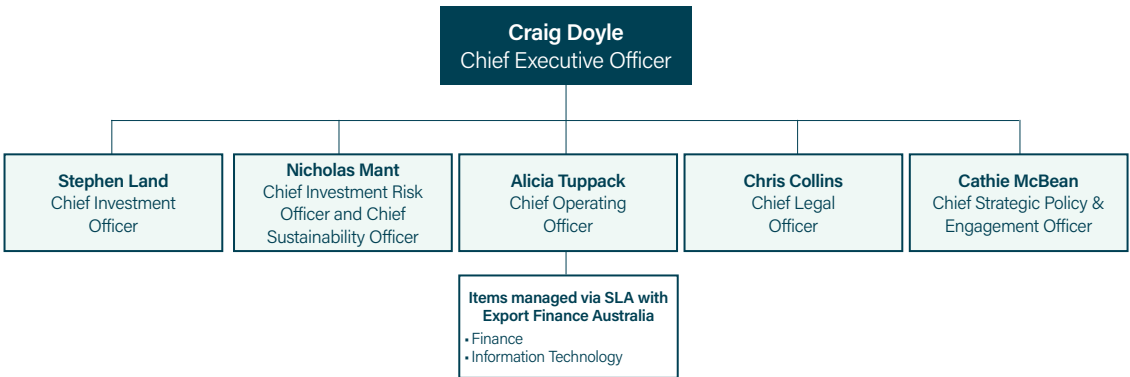 Craig Doyle
Chief Executive Officer
Stephen Land
Chief Investment
Officer
Nicholas Mant
Chief Investment Risk
Officer and Chief
Sustainability Officer
Alicia Tuppack
Chief Operating
Officer
Chris Collins
Chief Legal
Officer
Cathie McBean
Chief Strategic Policy &
Engagement Officer
Items managed via SLA with
Export Finance Australia
• Finance
• Information Technology